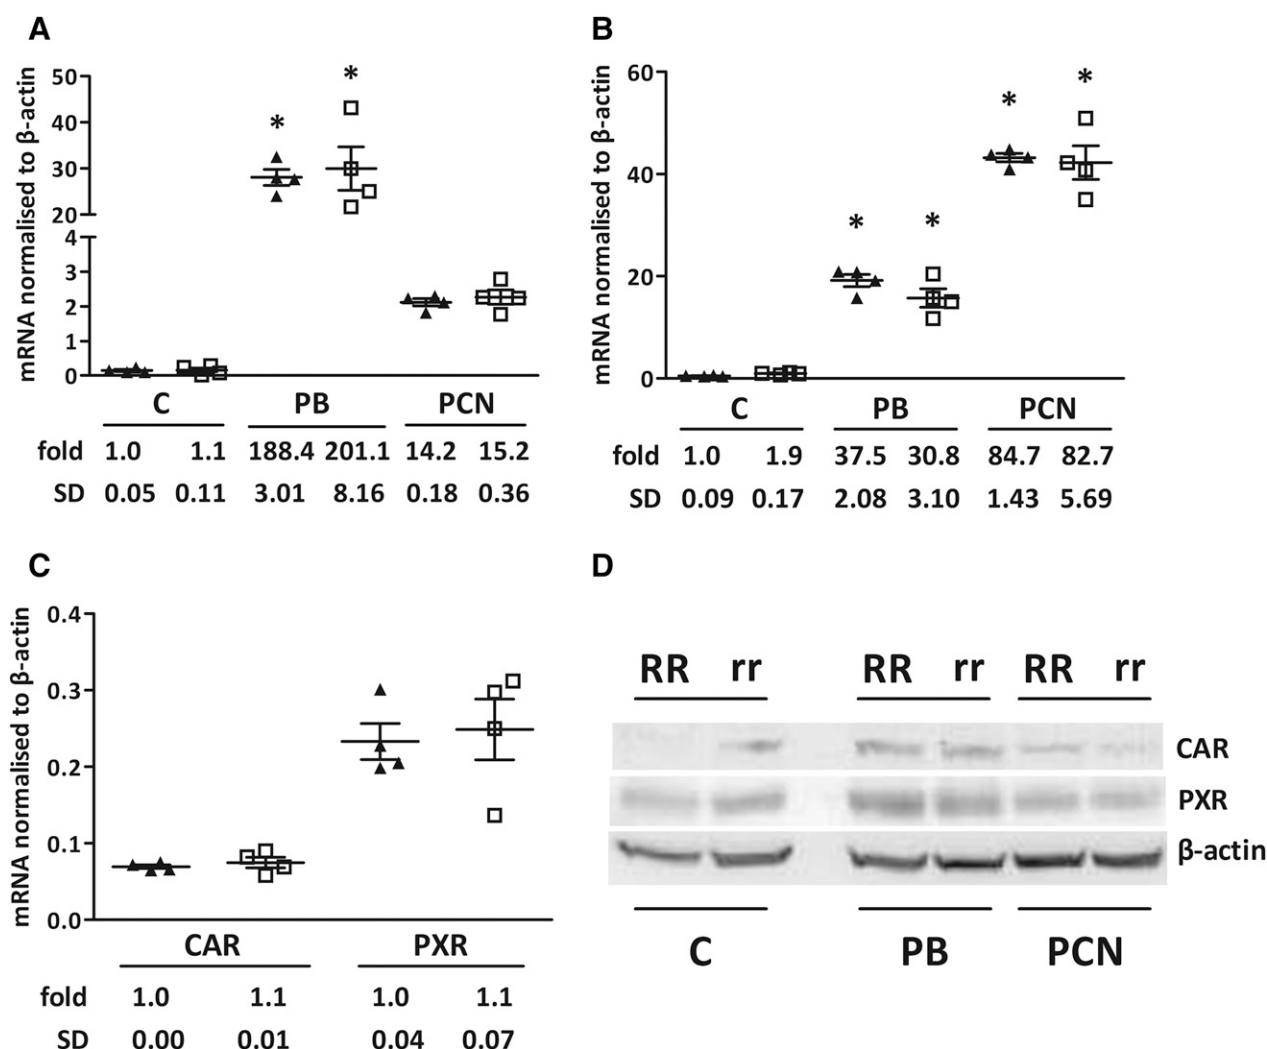 A
mRNA normalised to β-actin
50
40
30
20
4
3
2
1
0
*
*
C PB PCN
fold 1.0 1.1 188.4 201.1 14.2 15.2
SD 0.05 0.11 3.01 8.16 0.18 0.36
B
mRNA normalised to β-actin
60
40
20
0
*
*
*
*
C PB PCN
fold 1.0 1.9 37.5 30.8 84.7 82.7
SD 0.09 0.17 2.08 3.10 1.43 5.69
C
mRNA normalised to β-actin
0.4
0.3
0.2
0.1
0.0
CAR PXR
fold 1.0 1.1 1.0 1.1
SD 0.00 0.01 0.04 0.07
D
RR rr RR rr RR rr
CAR
PXR
β-actin
C PB PCN